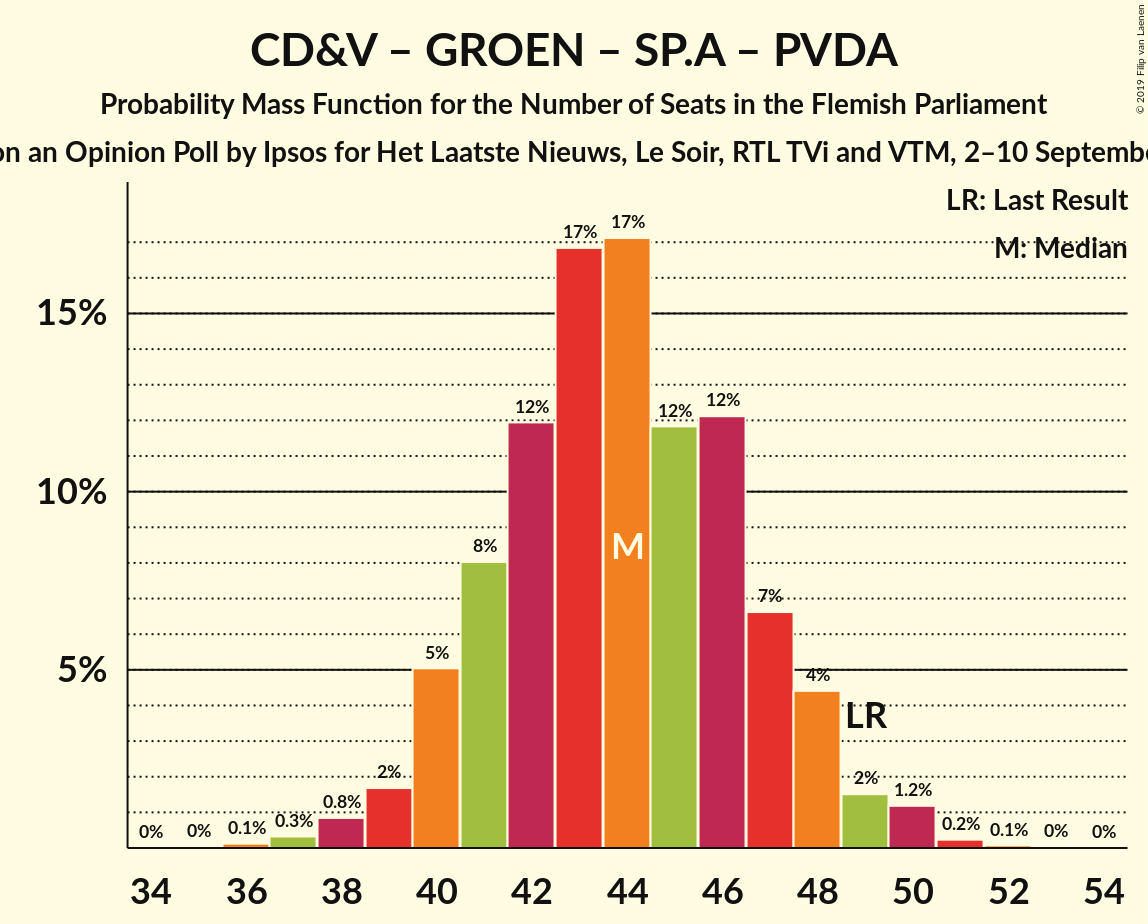 CD&V – GROEN – SP.A – PVDA
Probability Mass Function for the Number of Seats in the Flemish Parliament
on an Opinion Poll by Ipsos for Het Laatste Nieuws, Le Soir, RTL TVi and VTM, 2–10 Septembe
© 2019 Filip van Laenen
LR: Last Result
M: Median
15%
10%
5%
0% 0% 0.1% 0.3% 0.8% 2% 5% 8% 12% 17% 17% 12% 12% 7% 4% 2% 1.2% 0.2% 0.1% 0% 0%
M
LR
34 36 38 40 42 44 46 48 50 52 54